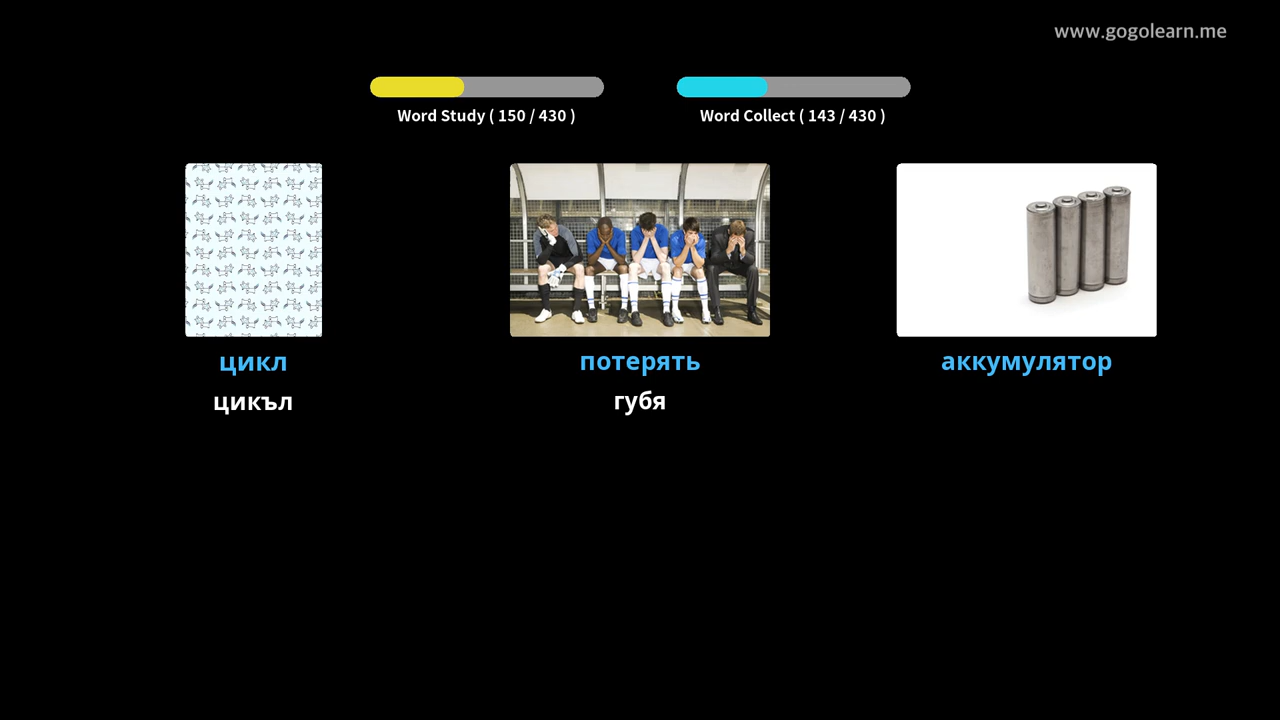 www.gogolearn.me
Word Study ( 150 / 430 )
Word Collect ( 143 / 430 )
цикл
цикъл
потерять
губя
аккумулятор